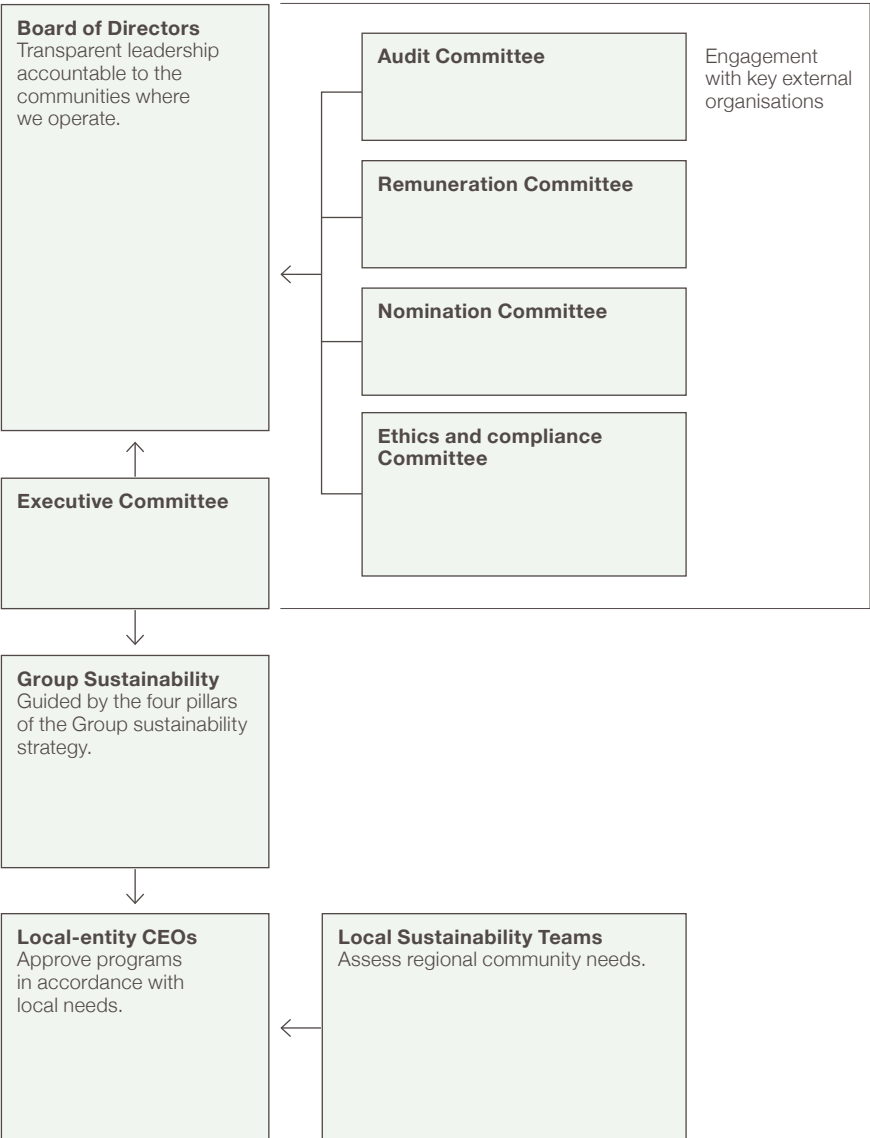 Board of Directors
Transparent leadership
accountable to the
communities where
we operate.
Audit Committee
Engagement
with key external
organisations
Remuneration Committee
Nomination Committee
Ethics and compliance
Committee
Executive Committee
Group Sustainability
Guided by the four pillars
of the Group sustainability
strategy.
Local-entity CEOs
Approve programs
in accordance with
local needs.
Local Sustainability Teams
Assess regional community needs.